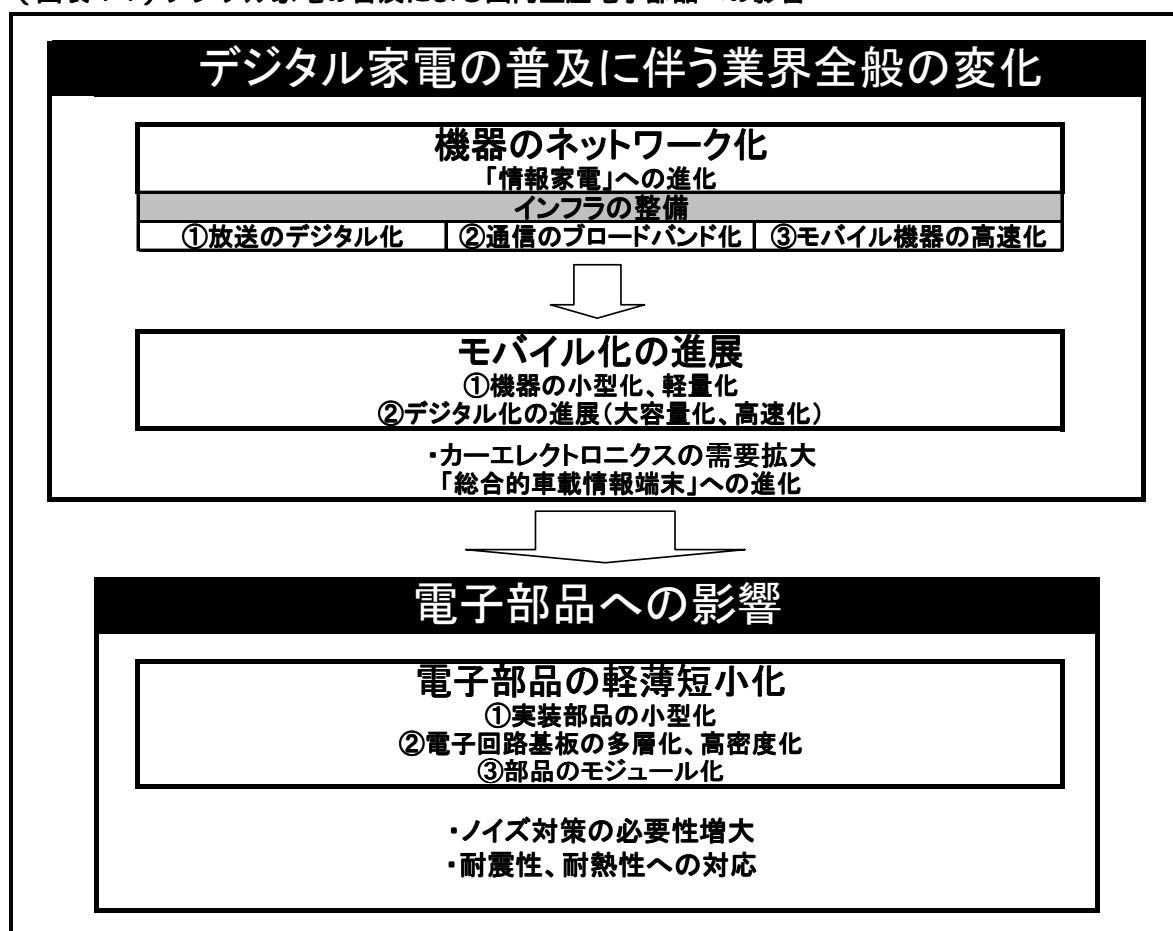 デジタル家電の普及に伴う業界全般の変化
機器のネットワーク化
「情報家電」への進化
インフラの整備
①放送のデジタル化 ②通信のブロードバンド化 ③モバイル機器の高速化
モバイル化の進展
①機器の小型化、軽量化
②デジタル化の進展(大容量化、高速化)
・カーエレクトロニクスの需要拡大
「総合的車載情報端末」への進化
電子部品への影響
電子部品の軽薄短小化
①実装部品の小型化
②電子回路基板の多層化、高密度化
③部品のモジュール化
・ノイズ対策の必要性増大
・耐震性、耐熱性への対応